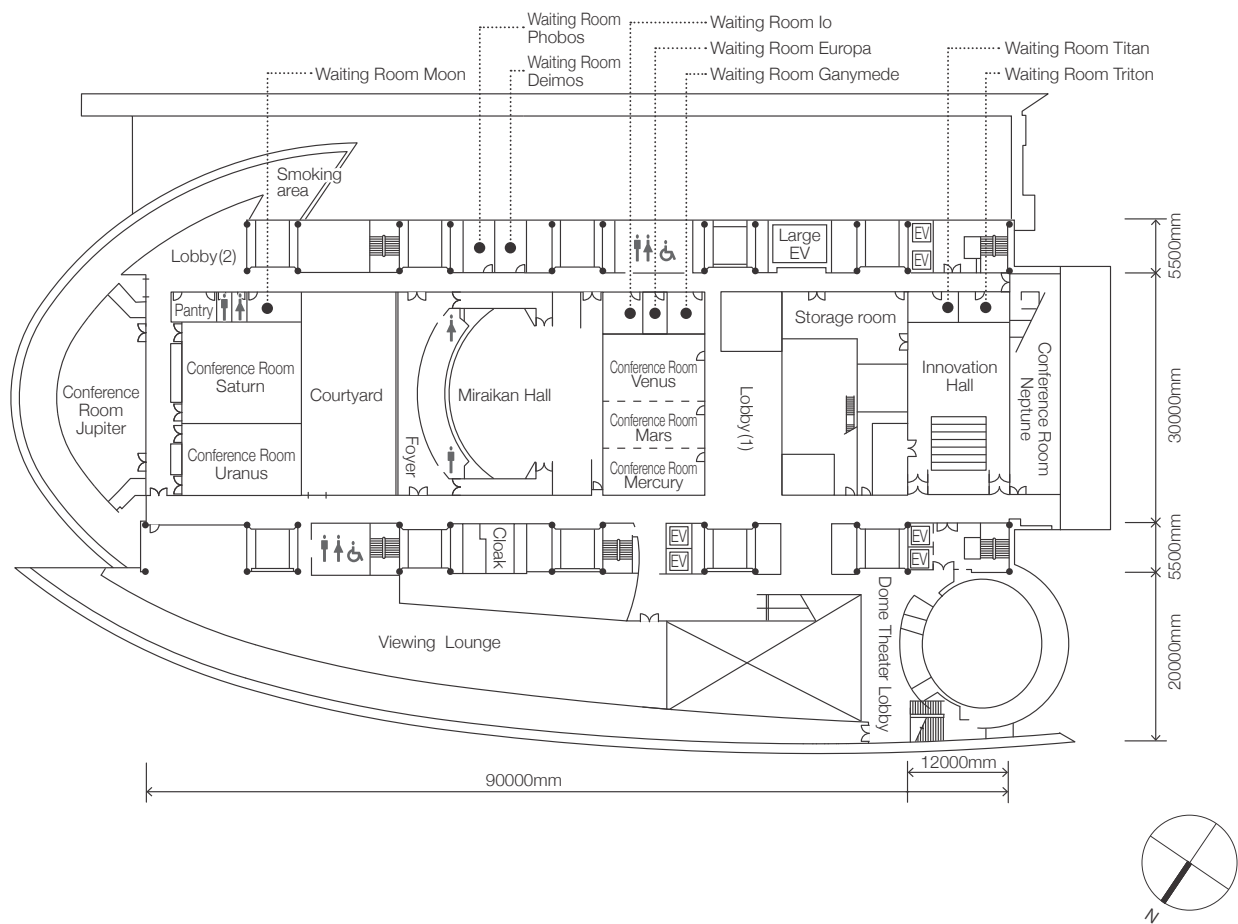 Waiting Room
Phobos
Waiting Room Io
Waiting Room Europa
Waiting Room Titan
Waiting Room Moon
Waiting Room
Deimos
Waiting Room Ganymede
Waiting Room Triton
Smoking
area
Lobby(2)
Large
EV
EV
EV
5500mm
Pantry
Storage room
Conference Room
Saturn
Conference
Room
Jupiter
Courtyard
Miraikan Hall
Conference Room
Venus
Conference Room
Mars
Conference Room
Mercury
Lobby(1)
Innovation
Hall
Conference Room
Neptune
30000mm
Conference Room
Uranus
Foyer
Cloak
EV
EV
EV
EV
5500mm
Viewing Lounge
Dome Theater Lobby
20000mm
90000mm
12000mm
N